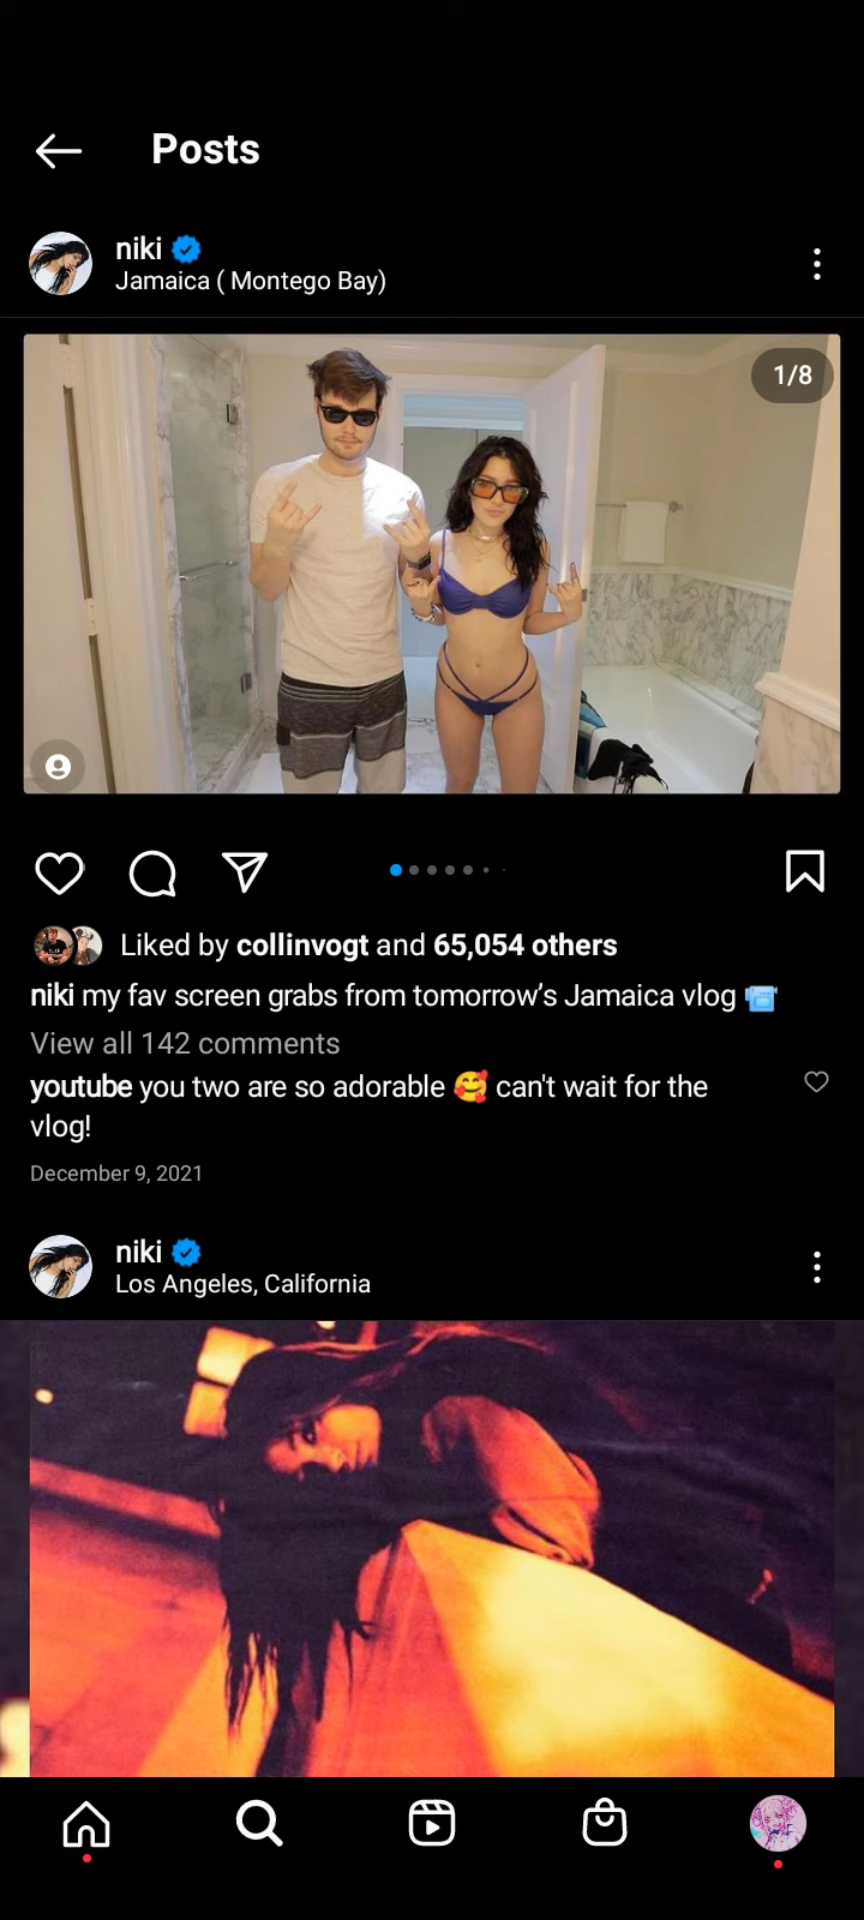 Posts
niki
Jamaica ( Montego Bay)
1/8
Liked by collinvogt and 65,054 others
niki my fav screen grabs from tomorrow’s Jamaica vlog
View all 142 comments
youtube you two are so adorable 🥰 can't wait for the
vlog!
December 9, 2021
niki
Los Angeles, California